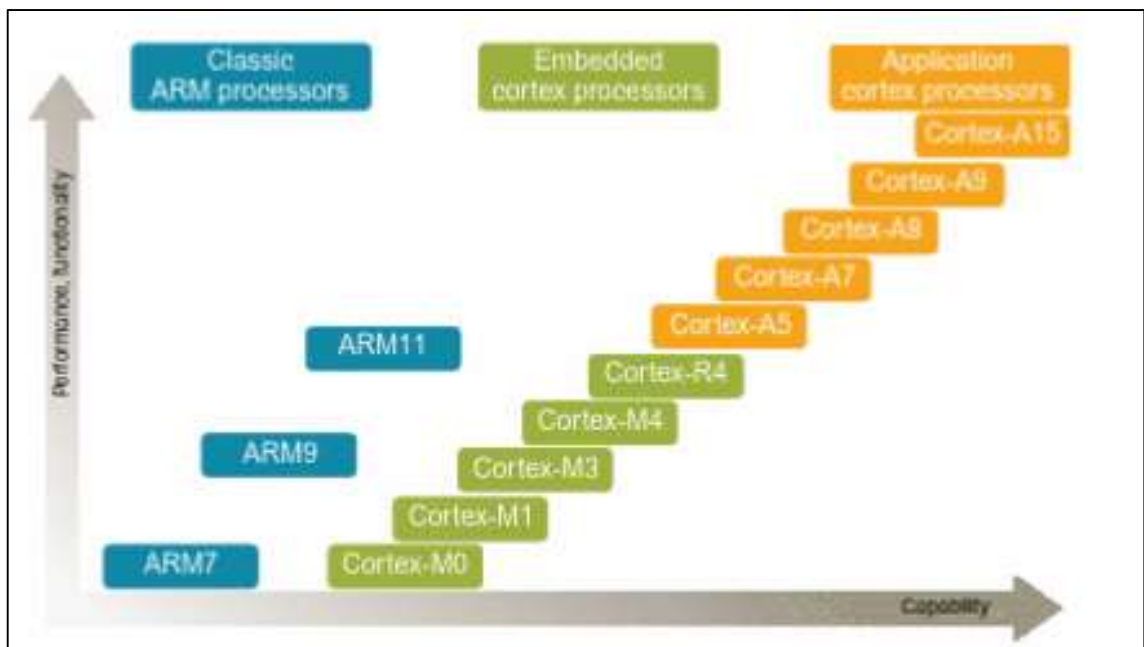 Classic
ARM processors
Embedded
cortex processors
Application
cortex processors
Cortex-A15
Cortex-A9
Cortex-A8
Cortex-A7
Cortex-A5
ARM11
Cortex-R4
Cortex-M4
ARM9
Cortex-M3
Cortex-M1
ARM7
Cortex-M0
Performance, functionality
Capability